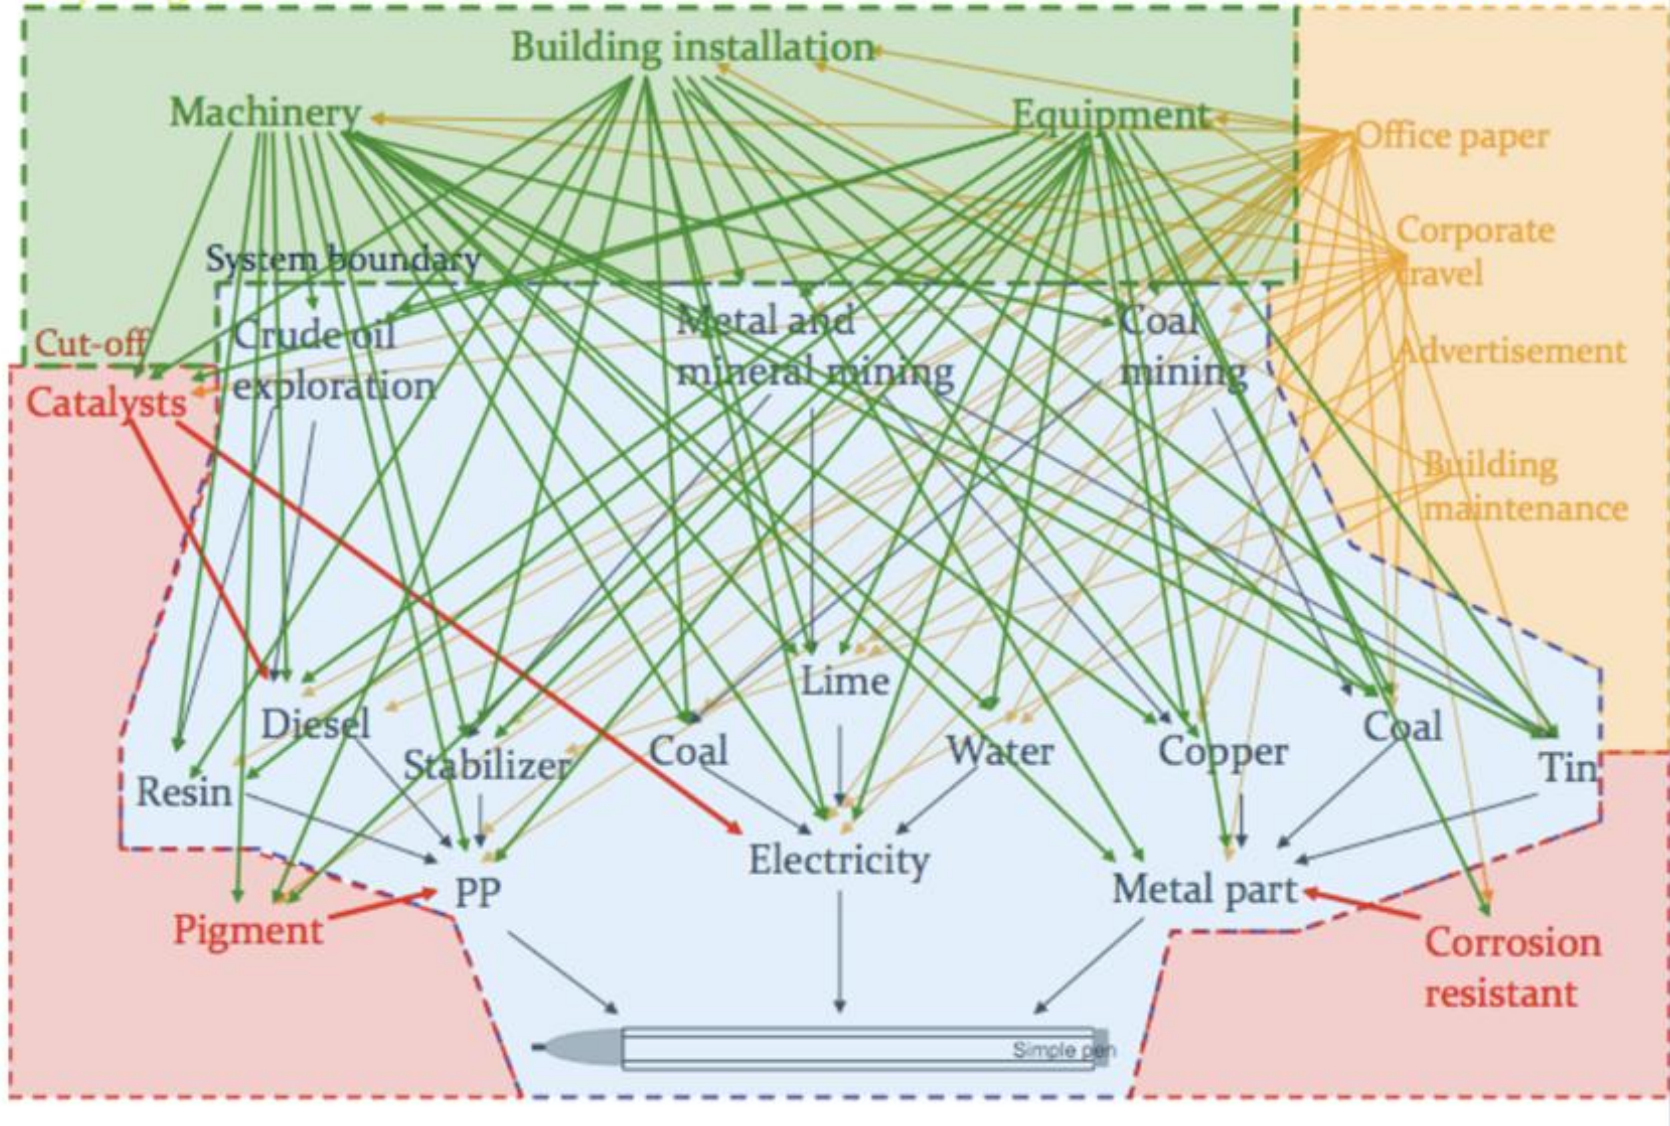 Building installation
Machinery
Equipment
Office paper
Corporate
travel
System boundary
Cut-off
Crude oil
exploration
Metal and
mineral mining
Coal
mining
Advertisement
Catalysts
Building
maintenance
Lime
Diesel
Stabilizer
Coal
Water
Copper
Coal
Tin
Resin
Electricity
PP
Metal part
Pigment
Corrosion
resistant
Simple pen